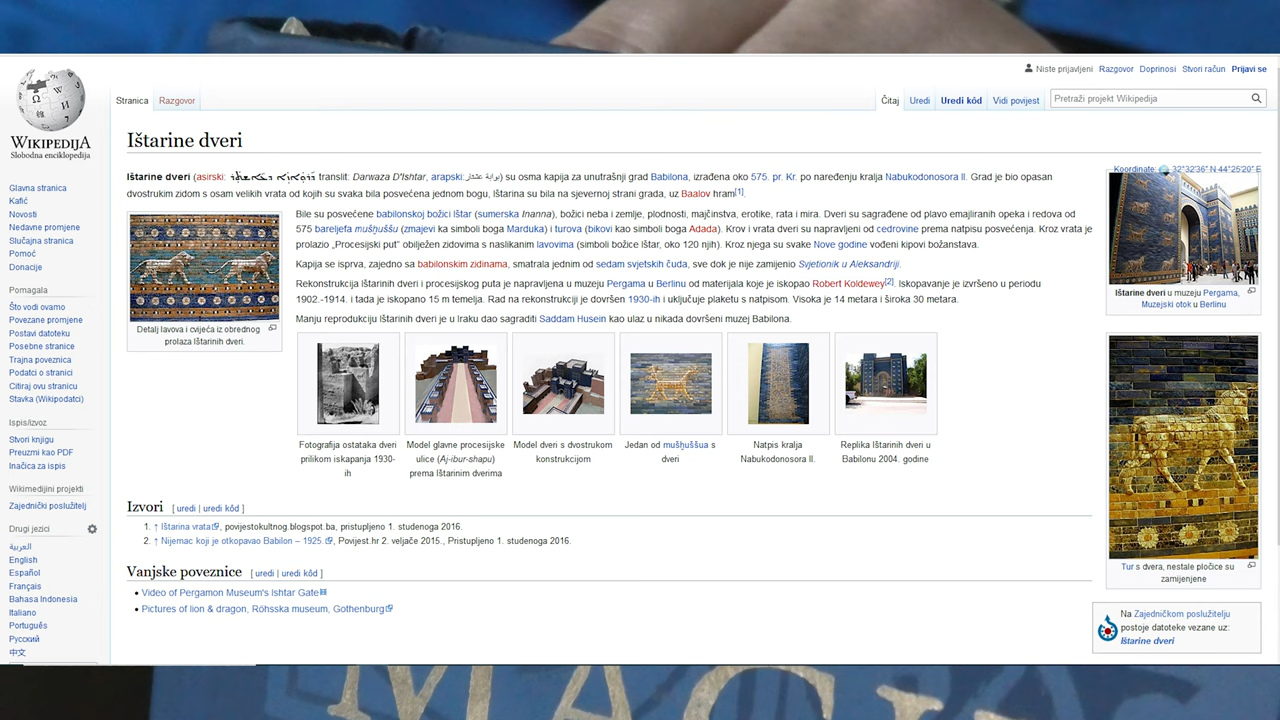 Niste prijavljeni Razgovor Doprinosi Stvori račun Prijavi se
Stranica Razgovor Čitaj Uredi Uredi kôd Vidi povijest Pretraži projekt Wikipedija
WIKIPEDIJA
Slobodna enciklopedija
Glavna stranica
Kafić
Novosti
Nedavne promjene
Slučajna stranica
Pomoć
Donacije
Pomagala
Što vodi ovamo
Povezane promjene
Postavi datoteku
Posebne stranice
Trajna poveznica
Podatci o stranici
Citiraj ovu stranicu
Stavka (Wikipodatci)
Ispis/izvoz
Stvori knjigu
Preuzmi kao PDF
Inačica za ispis
Wikimedijini projekti
Zajednički poslužitelj
Drugi jezici
العربية
English
Español
Français
Bahasa Indonesia
Italiano
Português
Русский
中文
Ištarine dveri
Koordinate: 32°32′36″ N 44°25′20″ E
Ištarine dveri (asirski: translit: Darwaza D'Ishtar, arapski: بوابة عشتار) su osma kapija za unutrašnji grad Babilona, izrađena oko 575. pr. Kr. po naređenju kralja Nabukodonosora II. Grad je bio opasan
dvostrukim zidom s osam velikih vrata od kojih su svaka bila posvećena jednom bogu, Ištarina su bila na sjevernoj strani grada, uz Baalov hram[1].
Bile su posvećene babilonskoj božici Ištar (sumerska Inanna), božici neba i zemlje, plodnosti, majčinstva, erotike, rata i mira. Dveri su sagrađene od plavo emajliranih opeka i redova od
575 bareljefa mušḫuššu (zmajevi ka simboli boga Marduka) i turova (bikovi kao simboli boga Adada). Krov i vrata dveri su napravljeni od cedrovine prema natpisu posvećenja. Kroz vrata je
prolazio „Procesijski put" obilježen zidovima s naslikanim lavovima (simboli božice Ištar, oko 120 njih). Kroz njega su svake Nove godine vođeni kipovi božanstava.
Kapija se isprva, zajedno sa babilonskim zidinama, smatrala jednim od sedam svjetskih čuda, sve dok je nije zamijenio Svjetionik u Aleksandriji.
Rekonstrukcija Ištarinih dveri i procesijskog puta je napravljena u muzeju Pergama u Berlinu od materijala koje je iskopao Robert Koldewey[2]. Iskopavanje je izvršeno u periodu
1902.-1914. i tada je iskopano 15 m temelja. Rad na rekonstrukciji je dovršen 1930-ih i uključuje plaketu s natpisom. Visoka je 14 metara i široka 30 metara.
Manju reprodukciju Ištarinih dveri je u Iraku dao sagraditi Saddam Husein kao ulaz u nikada dovršeni muzej Babilona.
Detalj lavova i cvijeća iz obrednog
prolaza Ištarinih dveri.
Fotografija ostataka dveri
prilikom iskapanja 1930-
ih
Model glavne procesijske
ulice (Aj-ibur-shapu)
prema Ištarinim dverima
Model dveri s dvostrukom
konstrukcijom
Jedan od mušḫuššua s
dveri
Natpis kralja
Nabukodonosora II.
Replika Ištarinih dveri u
Babilonu 2004. godine
Ištarine dveri u muzeju Pergama,
Muzejski otok u Berlinu
Tur s dvera, nestale pločice su
zamijenjene
Na Zajedničkom poslužitelju
postoje datoteke vezane uz:
Ištarine dveri
Izvori [ uredi | uredi kôd ]
1. ↑ Ištarina vrata, povijestokultnog.blogspot.ba, pristupljeno 1. studenoga 2016.
2. ↑ Nijemac koji je otkopavao Babilon – 1925., Povijest.hr 2. veljače 2015., Pristupljeno 1. studenoga 2016.
Vanjske poveznice [ uredi | uredi kôd ]
• Video of Pergamon Museum's Ishtar Gate
• Pictures of lion & dragon, Röhsska museum, Gothenburg